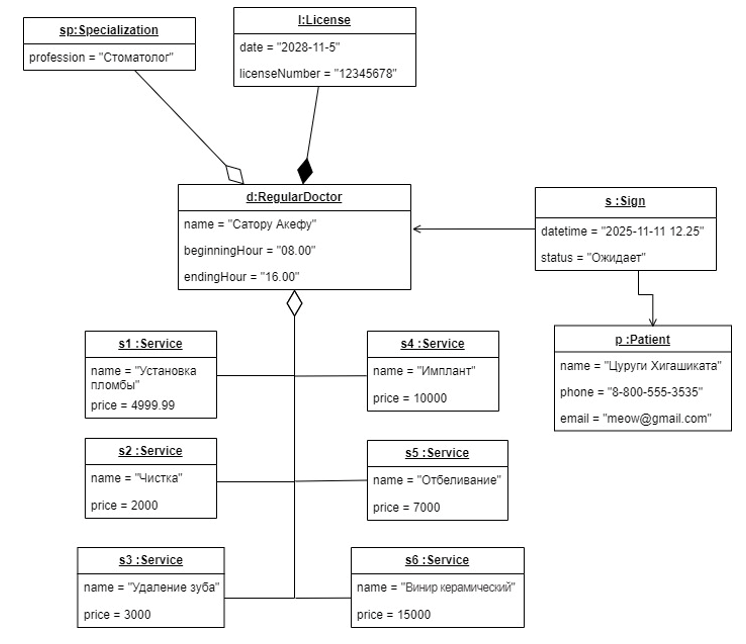 sp:Specialization
profession = "Стоматолог"
l:License
date = "2028-11-5"
licenseNumber = "12345678"
d:RegularDoctor
name = "Сатору Акефу"
beginningHour = "08.00"
endingHour = "16.00"
s :Sign
datetime = "2025-11-11 12.25"
status = "Ожидает"
p :Patient
name = "Цуруги Хигашиката"
phone = "8-800-555-3535"
email = "meow@gmail.com"
s1 :Service
name = "Установка
пломбы"
price = 4999.99
s4 :Service
name = "Имплант"
price = 10000
s2 :Service
name = "Чистка"
price = 2000
s5 :Service
name = "Отбеливание"
price = 7000
s3 :Service
name = "Удаление зуба"
price = 3000
s6 :Service
name = "Винир керамический"
price = 15000